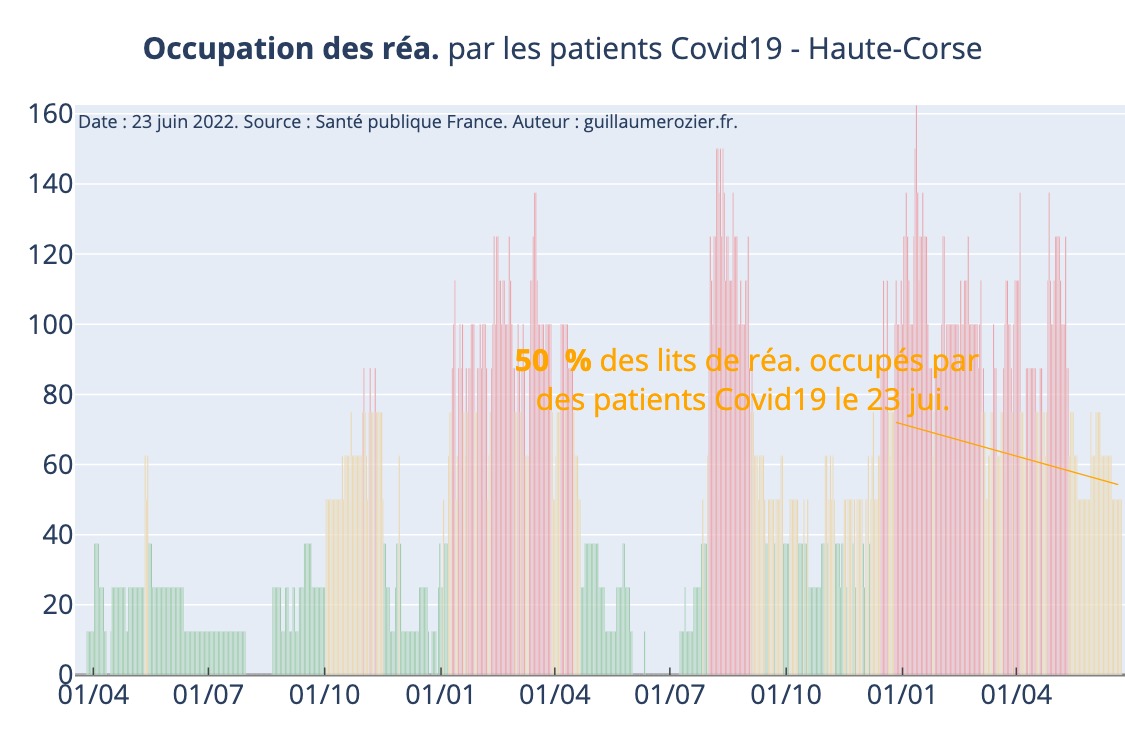 Occupation des réa. par les patients Covid19 - Haute-Corse
160
Date : 23 juin 2022. Source : Santé publique France. Auteur : guillaumerozier.fr.
140
120
100
50 % des lits de réa. occupés par
80
des patients Covid19 le 23 jui.
60
40
20
0
01/04 01/07 01/10 01/01 01/04 01/07 01/10 01/01 01/04